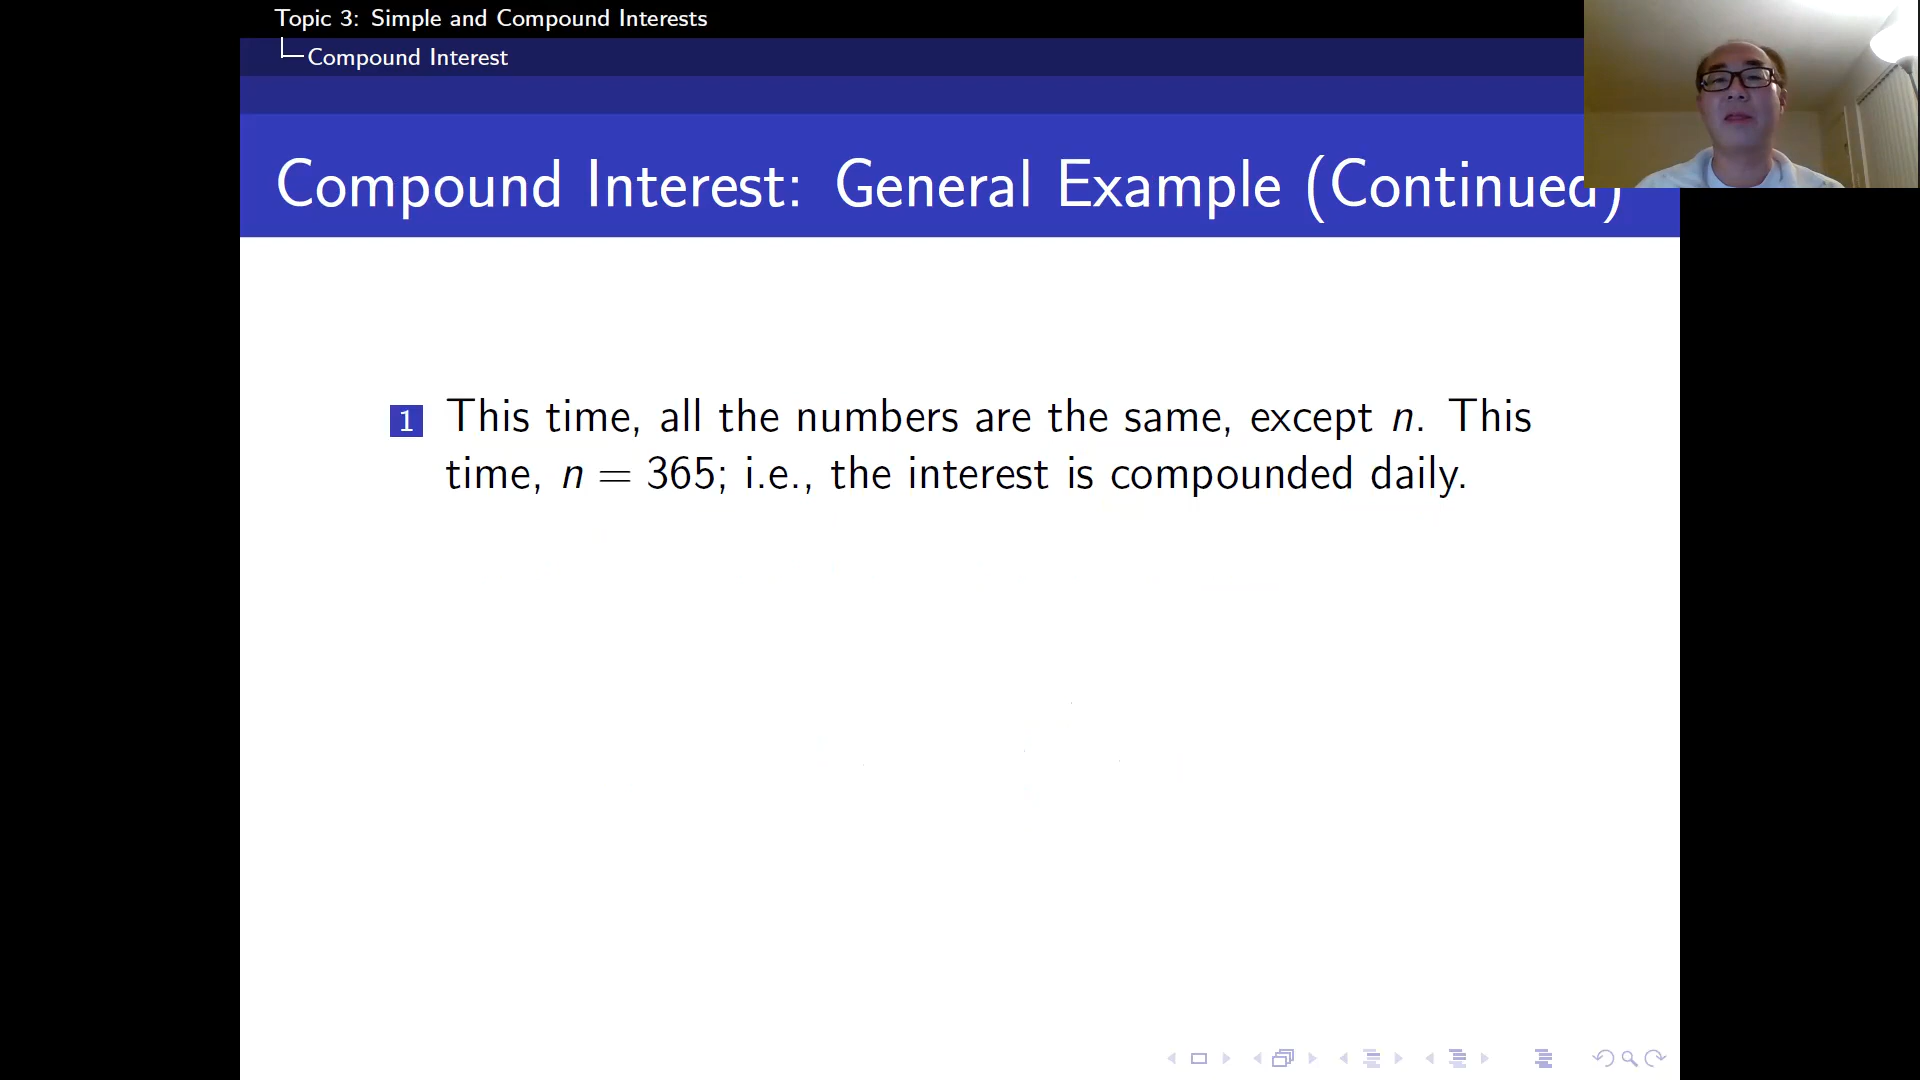 Topic 3: Simple and Compound Interests
Compound Interest
Compound Interest: General Example (Continued)
1 This time, all the numbers are the same, except n. This
time, n = 365; i.e., the interest is compounded daily.